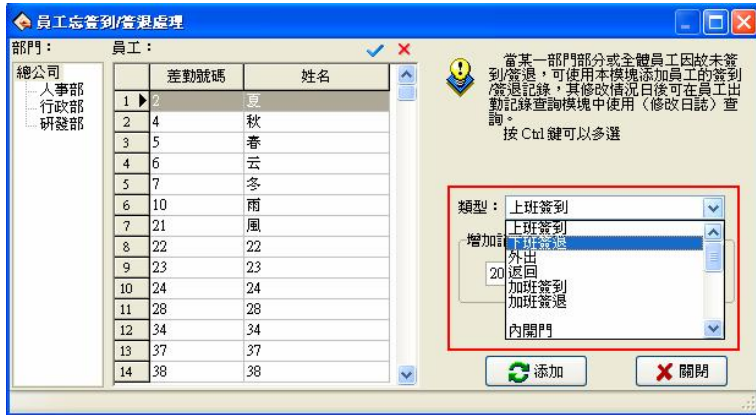 員工忘簽到/簽退處理
部門：
總公司
人事部
行政部
研發部
員工：
差勤號碼 姓名
1 2 夏
2 4 秋
3 5 春
4 6 云
5 7 冬
6 10 雨
7 21 風
8 22 22
9 23 23
10 24 24
11 28 28
12 34 34
13 37 37
14 38 38
當某一部門部分或全體員工因故未簽
到/簽退，可使用本模塊添加員工的簽到
/簽退記錄，其修改情況日後可在員工出
勤記錄查詢模塊中使用（修改日誌）查
詢。
按 Ctrl 鍵可以多選
類型： 上班簽到
增加
20
上班簽到
下班簽退
外出
返回
加班簽到
加班簽退
內開門
添加
關閉